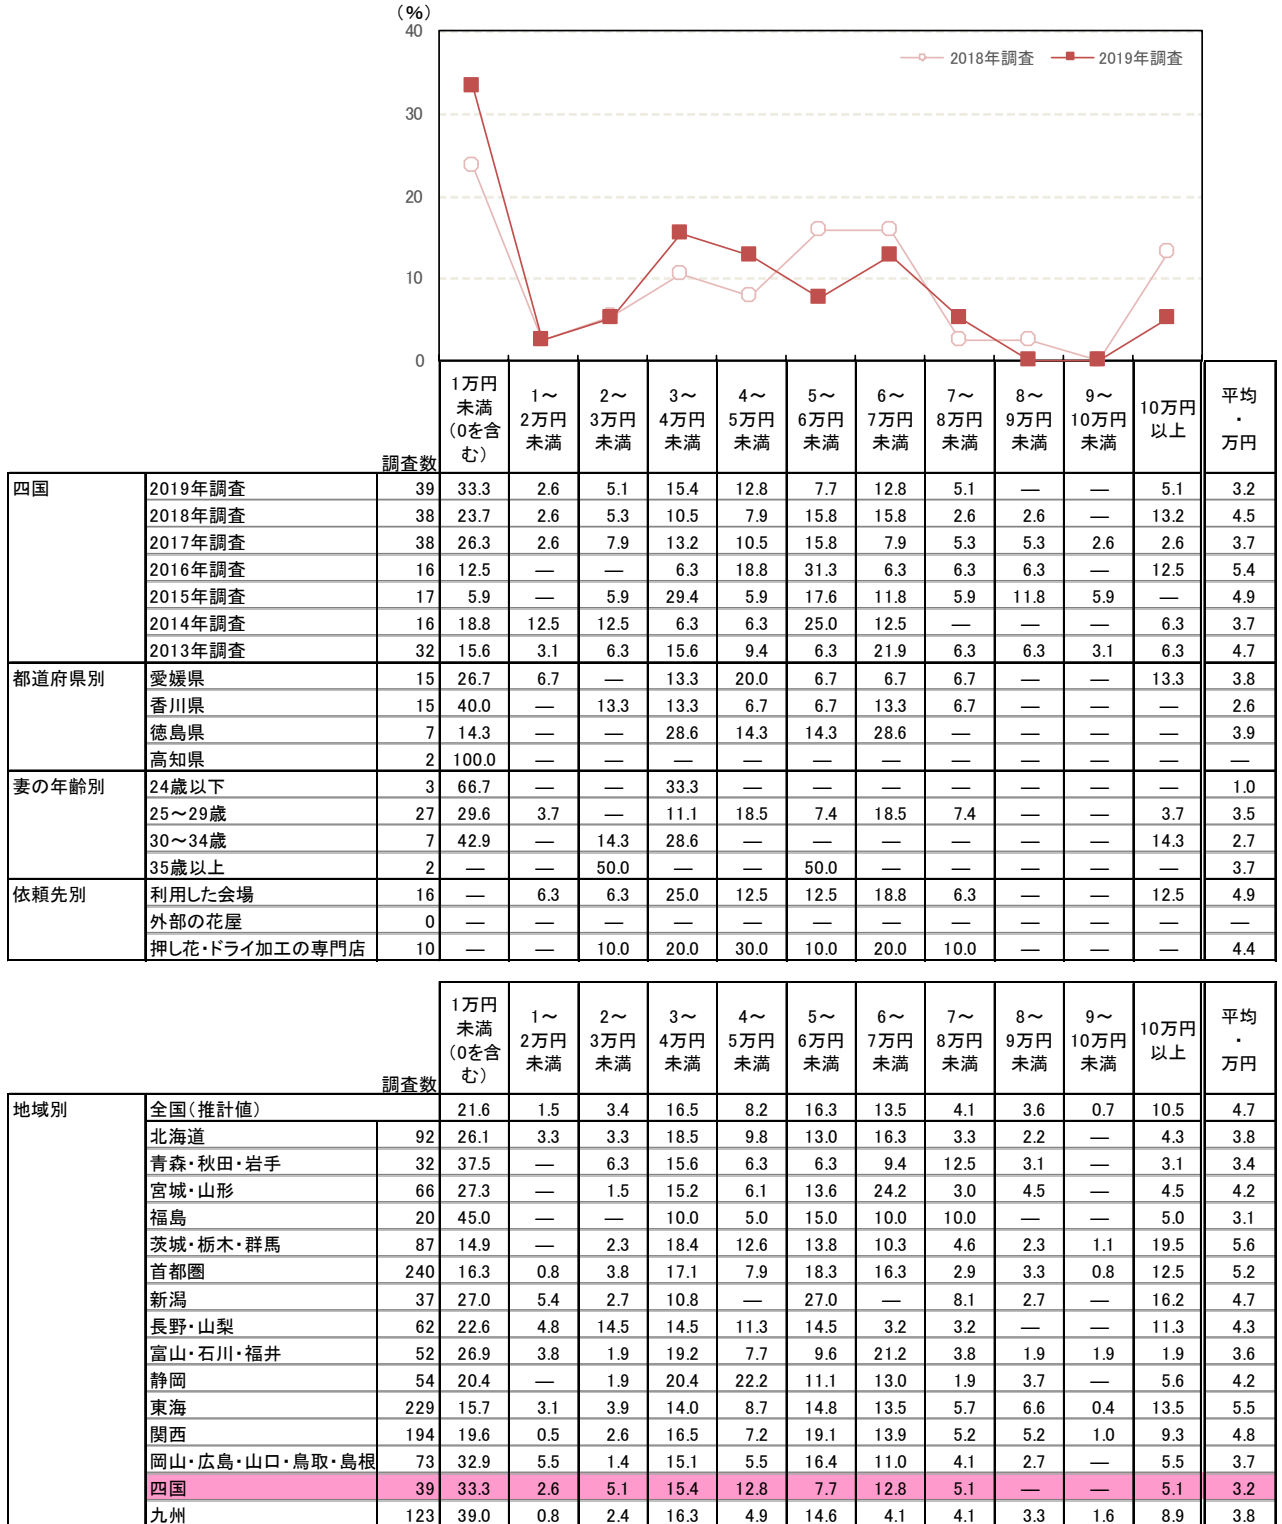 （％）
40
30
20
10
0
2018年調査 2019年調査
調査数 1万円未満（0を含む） 1～2万円未満 2～3万円未満 3～4万円未満 4～5万円未満 5～6万円未満 6～7万円未満 7～8万円未満 8～9万円未満 9～10万円未満 10万円以上 平均・万円
四国 2019年調査 39 33.3 2.6 5.1 15.4 12.8 7.7 12.8 5.1 — — 5.1 3.2
2018年調査 38 23.7 2.6 5.3 10.5 7.9 15.8 15.8 2.6 2.6 — 13.2 4.5
2017年調査 38 26.3 2.6 7.9 13.2 10.5 15.8 7.9 5.3 5.3 2.6 2.6 3.7
2016年調査 16 12.5 — — 6.3 18.8 31.3 6.3 6.3 6.3 — 12.5 5.4
2015年調査 17 5.9 — 5.9 29.4 5.9 17.6 11.8 5.9 11.8 5.9 — 4.9
2014年調査 16 18.8 12.5 12.5 6.3 6.3 25.0 12.5 — — — 6.3 3.7
2013年調査 32 15.6 3.1 6.3 15.6 9.4 6.3 21.9 6.3 6.3 3.1 6.3 4.7
都道府県別 愛媛県 15 26.7 6.7 — 13.3 20.0 6.7 6.7 6.7 — — 13.3 3.8
香川県 15 40.0 — 13.3 13.3 6.7 6.7 13.3 6.7 — — — 2.6
徳島県 7 14.3 — — 28.6 14.3 14.3 28.6 — — — — 3.9
高知県 2 100.0 — — — — — — — — — — —
妻の年齢別 24歳以下 3 66.7 — — 33.3 — — — — — — — 1.0
25～29歳 27 29.6 3.7 — 11.1 18.5 7.4 18.5 7.4 — — 3.7 3.5
30～34歳 7 42.9 — 14.3 28.6 — — — — — — 14.3 2.7
35歳以上 2 — — 50.0 — — 50.0 — — — — — 3.7
依頼先別 利用した会場 16 — 6.3 6.3 25.0 12.5 12.5 18.8 6.3 — — 12.5 4.9
外部の花屋 0 — — — — — — — — — — — —
押し花・ドライ加工の専門店 10 — — 10.0 20.0 30.0 10.0 20.0 10.0 — — — 4.4
調査数 1万円未満（0を含む） 1～2万円未満 2～3万円未満 3～4万円未満 4～5万円未満 5～6万円未満 6～7万円未満 7～8万円未満 8～9万円未満 9～10万円未満 10万円以上 平均・万円
地域別 全国（推計値） 21.6 1.5 3.4 16.5 8.2 16.3 13.5 4.1 3.6 0.7 10.5 4.7
北海道 92 26.1 3.3 3.3 18.5 9.8 13.0 16.3 3.3 2.2 — 4.3 3.8
青森・秋田・岩手 32 37.5 — 6.3 15.6 6.3 6.3 9.4 12.5 3.1 — 3.1 3.4
宮城・山形 66 27.3 — 1.5 15.2 6.1 13.6 24.2 3.0 4.5 — 4.5 4.2
福島 20 45.0 — — 10.0 5.0 15.0 10.0 10.0 — — 5.0 3.1
茨城・栃木・群馬 87 14.9 — 2.3 18.4 12.6 13.8 10.3 4.6 2.3 1.1 19.5 5.6
首都圏 240 16.3 0.8 3.8 17.1 7.9 18.3 16.3 2.9 3.3 0.8 12.5 5.2
新潟 37 27.0 5.4 2.7 10.8 — 27.0 — 8.1 2.7 — 16.2 4.7
長野・山梨 62 22.6 4.8 14.5 14.5 11.3 14.5 3.2 3.2 — — 11.3 4.3
富山・石川・福井 52 26.9 3.8 1.9 19.2 7.7 9.6 21.2 3.8 1.9 1.9 1.9 3.6
静岡 54 20.4 — 1.9 20.4 22.2 11.1 13.0 1.9 3.7 — 5.6 4.2
東海 229 15.7 3.1 3.9 14.0 8.7 14.8 13.5 5.7 6.6 0.4 13.5 5.5
関西 194 19.6 0.5 2.6 16.5 7.2 19.1 13.9 5.2 5.2 1.0 9.3 4.8
岡山・広島・山口・鳥取・島根 73 32.9 5.5 1.4 15.1 5.5 16.4 11.0 4.1 2.7 — 5.5 3.7
四国 39 33.3 2.6 5.1 15.4 12.8 7.7 12.8 5.1 — — 5.1 3.2
九州 123 39.0 0.8 2.4 16.3 4.9 14.6 4.1 4.1 3.3 1.6 8.9 3.8